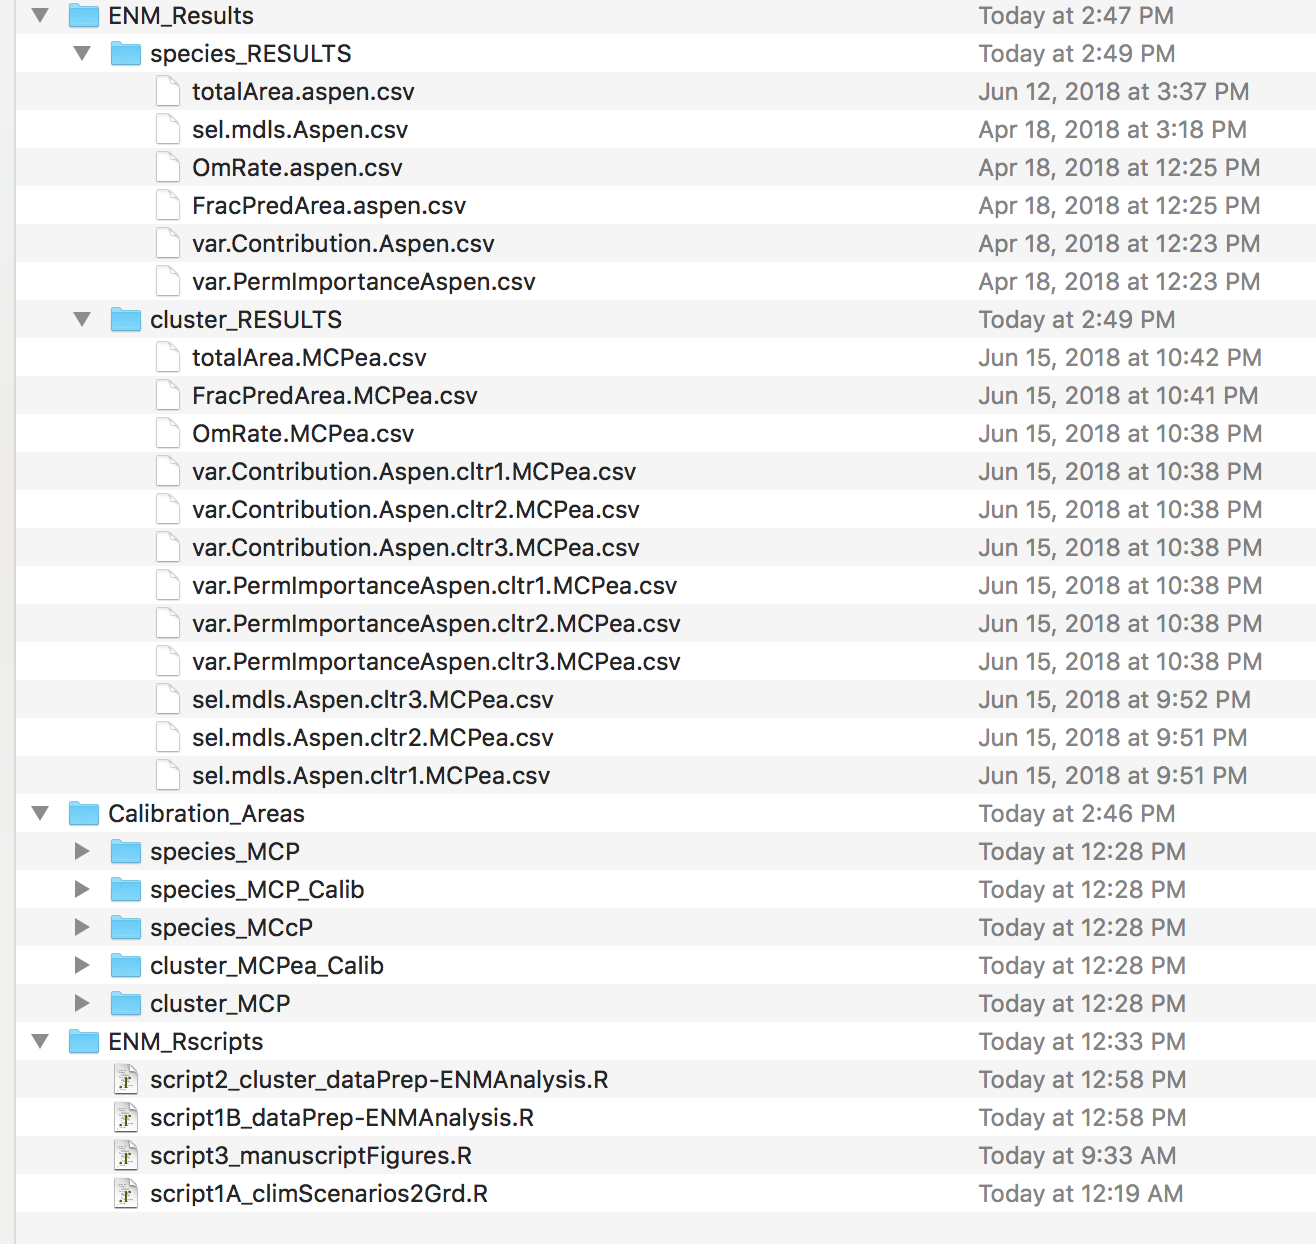 ENM_Results Today at 2:47 PM
species_RESULTS Today at 2:49 PM
totalArea.aspen.csv Jun 12, 2018 at 3:37 PM
sel.mdls.Aspen.csv Apr 18, 2018 at 3:18 PM
OmRate.aspen.csv Apr 18, 2018 at 12:25 PM
FracPredArea.aspen.csv Apr 18, 2018 at 12:25 PM
var.Contribution.Aspen.csv Apr 18, 2018 at 12:23 PM
var.PermImportanceAspen.csv Apr 18, 2018 at 12:23 PM
cluster_RESULTS Today at 2:49 PM
totalArea.MCPea.csv Jun 15, 2018 at 10:42 PM
FracPredArea.MCPea.csv Jun 15, 2018 at 10:41 PM
OmRate.MCPea.csv Jun 15, 2018 at 10:38 PM
var.Contribution.Aspen.cltr1.MCPea.csv Jun 15, 2018 at 10:38 PM
var.Contribution.Aspen.cltr2.MCPea.csv Jun 15, 2018 at 10:38 PM
var.Contribution.Aspen.cltr3.MCPea.csv Jun 15, 2018 at 10:38 PM
var.PermImportanceAspen.cltr1.MCPea.csv Jun 15, 2018 at 10:38 PM
var.PermImportanceAspen.cltr2.MCPea.csv Jun 15, 2018 at 10:38 PM
var.PermImportanceAspen.cltr3.MCPea.csv Jun 15, 2018 at 10:38 PM
sel.mdls.Aspen.cltr3.MCPea.csv Jun 15, 2018 at 9:52 PM
sel.mdls.Aspen.cltr2.MCPea.csv Jun 15, 2018 at 9:51 PM
sel.mdls.Aspen.cltr1.MCPea.csv Jun 15, 2018 at 9:51 PM
Calibration_Areas Today at 2:46 PM
species_MCP Today at 12:28 PM
species_MCP_Calib Today at 12:28 PM
species_MCcP Today at 12:28 PM
cluster_MCPea_Calib Today at 12:28 PM
cluster_MCP Today at 12:28 PM
ENM_Rscripts Today at 12:33 PM
script2_cluster_dataPrep-ENMAnalysis.R Today at 12:58 PM
script1B_dataPrep-ENMAnalysis.R Today at 12:58 PM
script3_manuscriptFigures.R Today at 9:33 AM
script1A_climScenarios2Grd.R Today at 12:19 AM